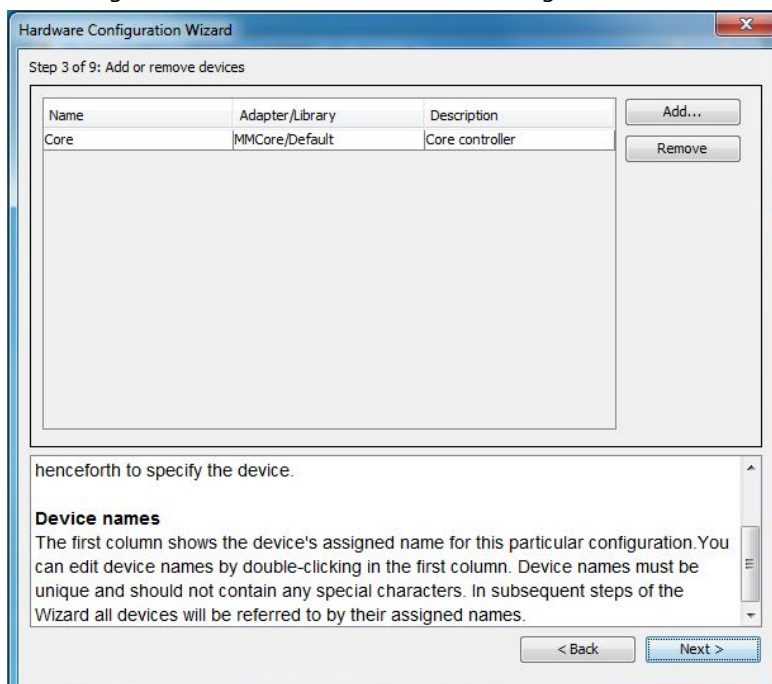 Hardware Configuration Wizard
Step 3 of 9: Add or remove devices
Name Adapter/Library Description
Core MMCore/Default Core controller
Add...
Remove
henceforth to specify the device.
Device names
The first column shows the device's assigned name for this particular configuration.You
can edit device names by double-clicking in the first column. Device names must be
unique and should not contain any special characters. In subsequent steps of the
Wizard all devices will be referred to by their assigned names.
< Back Next >